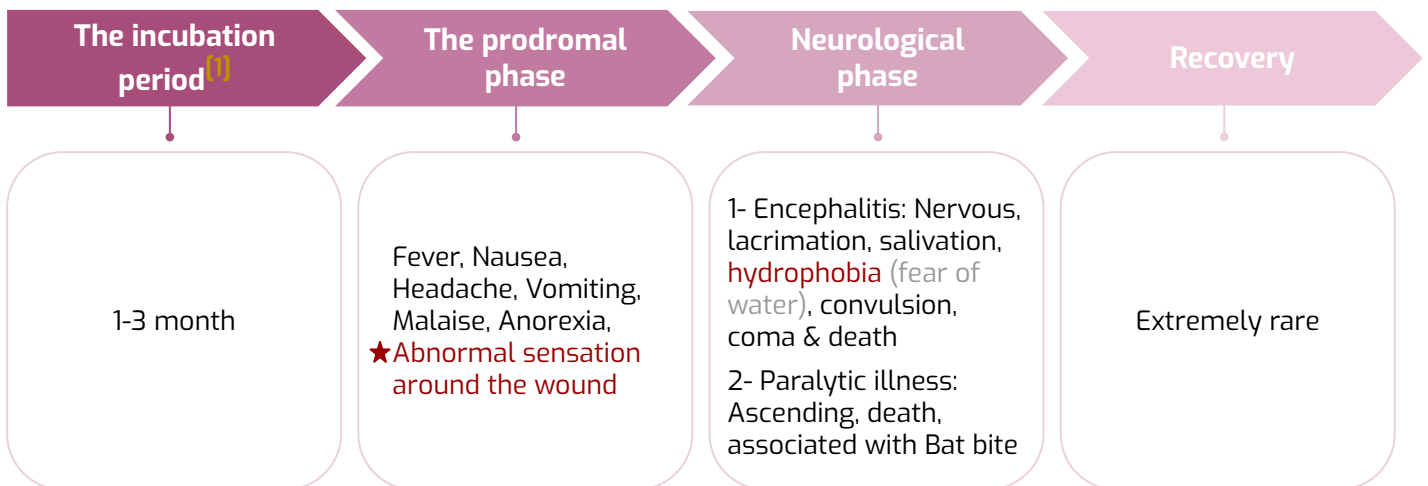 The incubation
period(1)
The prodromal
phase
Neurological
phase
Recovery
1-3 month
Fever, Nausea,
Headache, Vomiting,
Malaise, Anorexia,
★Abnormal sensation
around the wound
1- Encephalitis: Nervous,
lacrimation, salivation,
hydrophobia (fear of
water), convulsion,
coma & death
2- Paralytic illness:
Ascending, death,
associated with Bat bite
Extremely rare